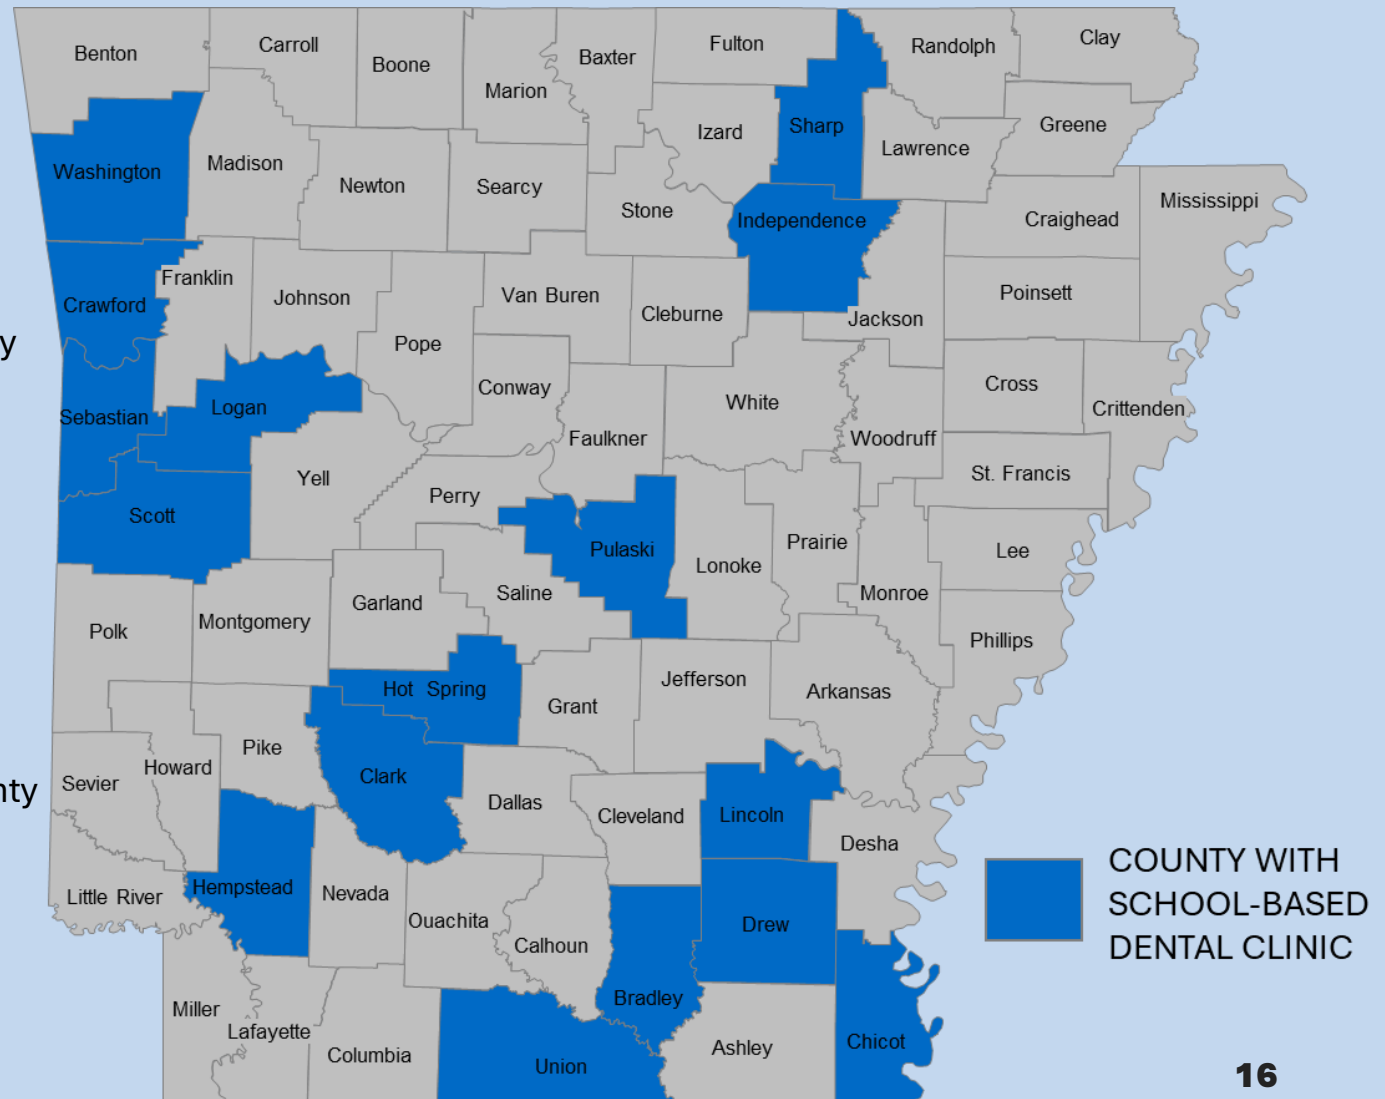 Benton
Carroll
Boone
Marion
Baxter
Fulton
Randolph
Clay
Izard
Sharp
Lawrence
Greene
Washington
Madison
Newton
Searcy
Stone
Independence
Craighead
Mississippi
Crawford
Franklin
Johnson
Pope
Van Buren
Cleburne
Jackson
Poinsett
y
Sebastian
Logan
Conway
Faulkner
White
Woodruff
Cross
Crittenden
St. Francis
Scott
Yell
Perry
Pulaski
Lonoke
Prairie
Monroe
Lee
Phillips
Polk
Montgomery
Garland
Saline
Hot Spring
Grant
Jefferson
Arkansas
Sevier
Howard
Pike
Clark
Dallas
Cleveland
Lincoln
Desha
nty
Little River
Hempstead
Nevada
Ouachita
Calhoun
Bradley
Drew
Miller
Lafayette
Columbia
Union
Ashley
Chicot
COUNTY WITH
SCHOOL-BASED
DENTAL CLINIC
16